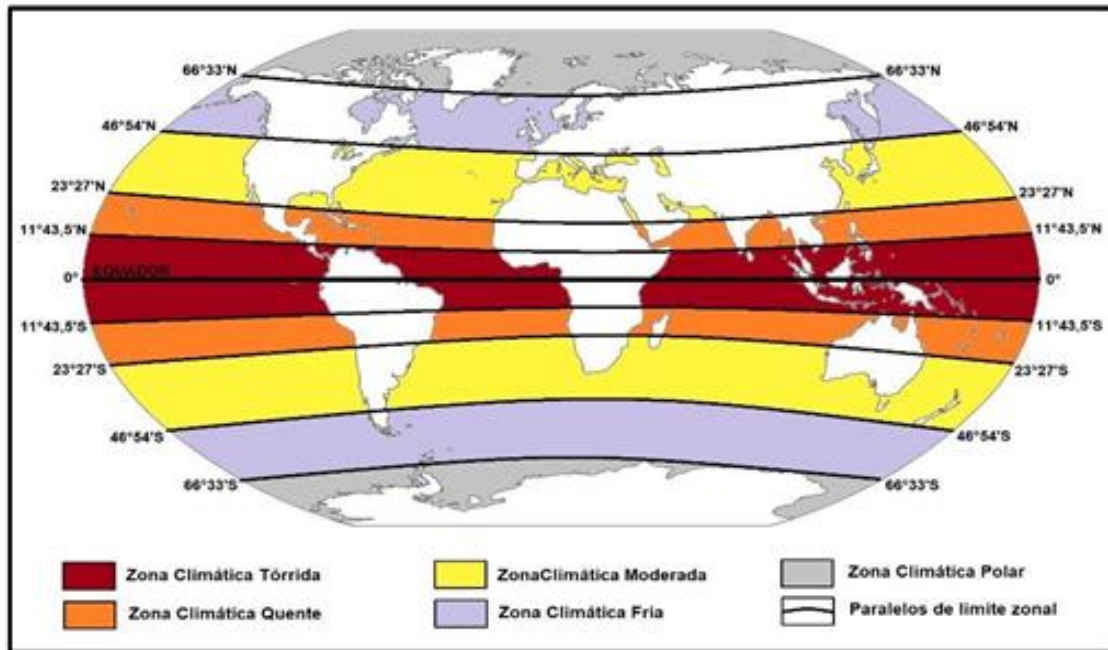 66°33'N 66°33'N
46°54'N 46°54'N
23°27'N 23°27'N
11°43,5'N 11°43,5'N
EQUADOR
0° 0°
11°43,5'S 11°43,5'S
23°27'S 23°27'S
46°54'S 46°54'S
66°33'S 66°33'S
Zona Climática Tórrida
ZonaClimática Moderada
Zona Climática Polar
Zona Climática Quente
Zona Climática Fria
Paralelos de limite zonal